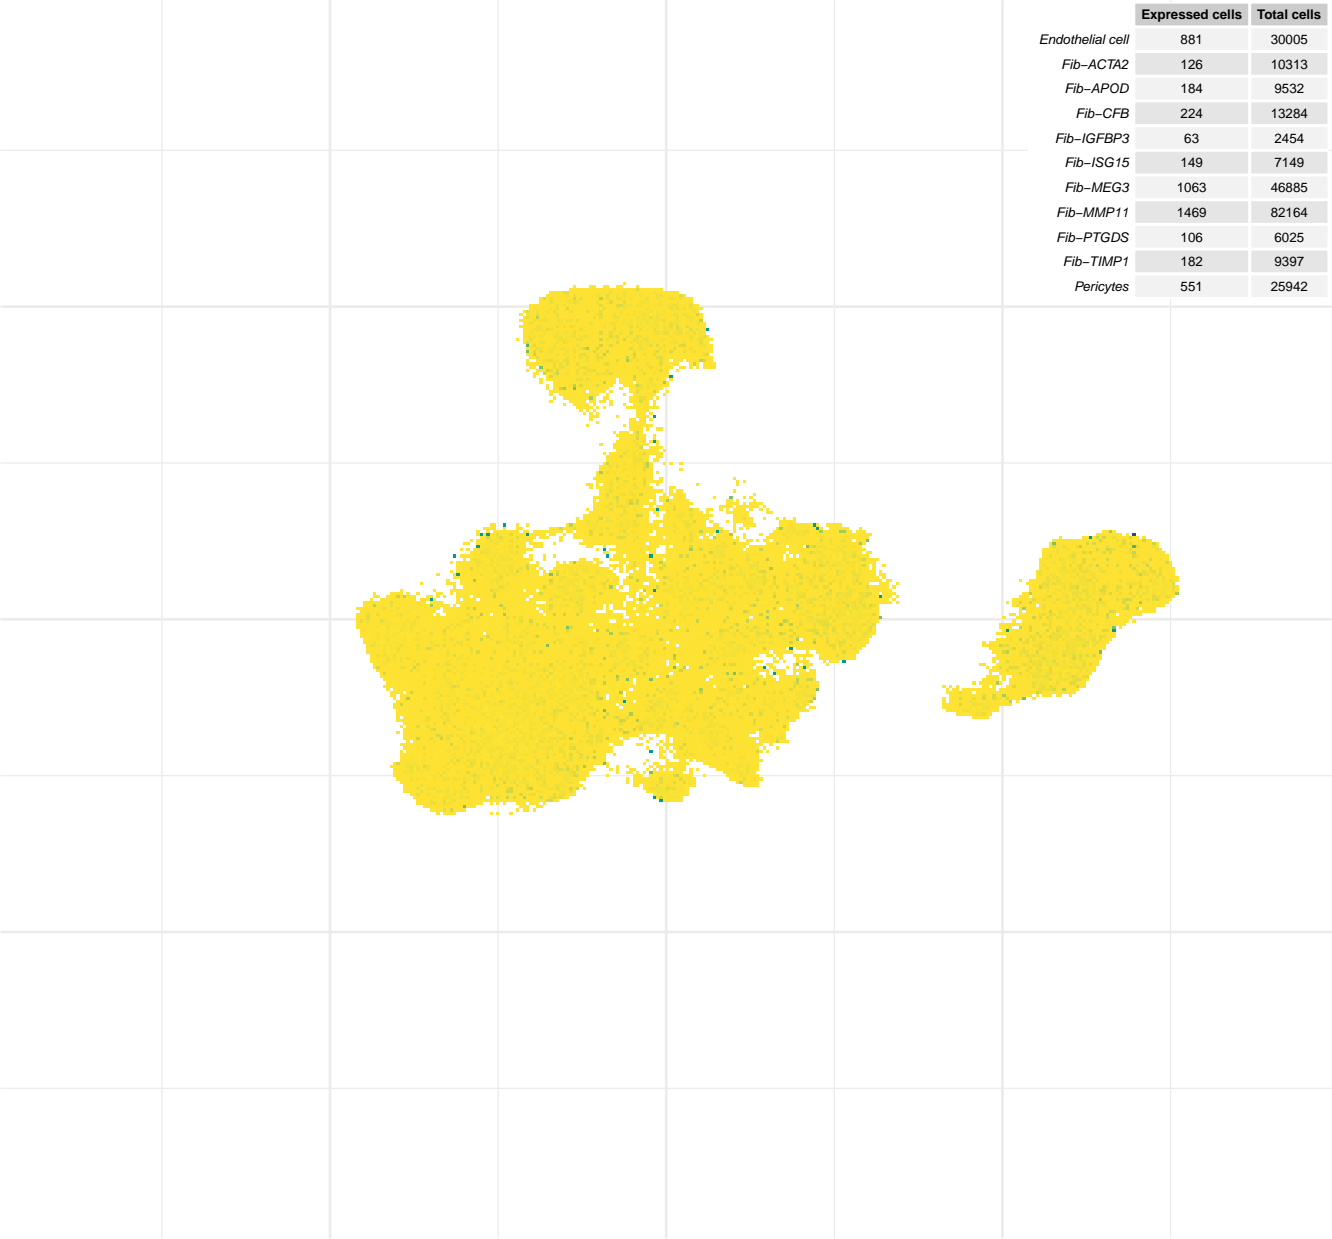 Expressed cells Total cells
Endothelial cell 881 30005
Fib−ACTA2 126 10313
Fib−APOD 184 9532
Fib−CFB 224 13284
Fib−IGFBP3 63 2454
Fib−ISG15 149 7149
Fib−MEG3 1063 46885
Fib−MMP11 1469 82164
Fib−PTGDS 106 6025
Fib−TIMP1 182 9397
Pericytes 551 25942